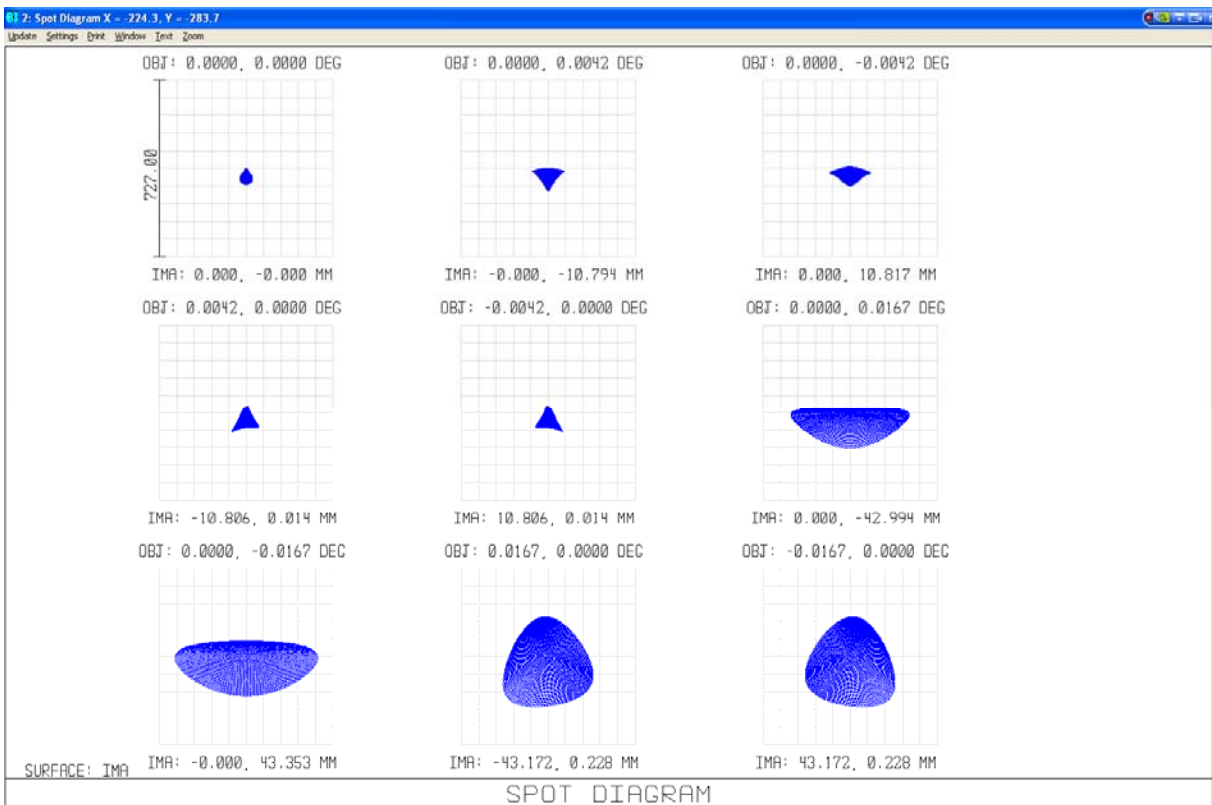 2: Spot Diagram X = -224.3, Y = -283.7
Update Settings Print Window Text Zoom
OBJ: 0.0000, 0.0000 DEG
OBJ: 0.0000, 0.0042 DEG
OBJ: 0.0000, -0.0042 DEG
727.00
IMA: 0.000, -0.000 MM
IMA: -0.000, -10.794 MM
IMA: 0.000, 10.817 MM
OBJ: 0.0042, 0.0000 DEG
OBJ: -0.0042, 0.0000 DEG
OBJ: 0.0000, 0.0167 DEG
IMA: -10.806, 0.014 MM
IMA: 10.806, 0.014 MM
IMA: 0.000, -42.994 MM
OBJ: 0.0000, -0.0167 DEG
OBJ: 0.0167, 0.0000 DEG
OBJ: -0.0167, 0.0000 DEG
IMA: -0.000, 43.353 MM
IMA: -43.172, 0.228 MM
IMA: 43.172, 0.228 MM
SURFACE: IMA
SPOT DIAGRAM